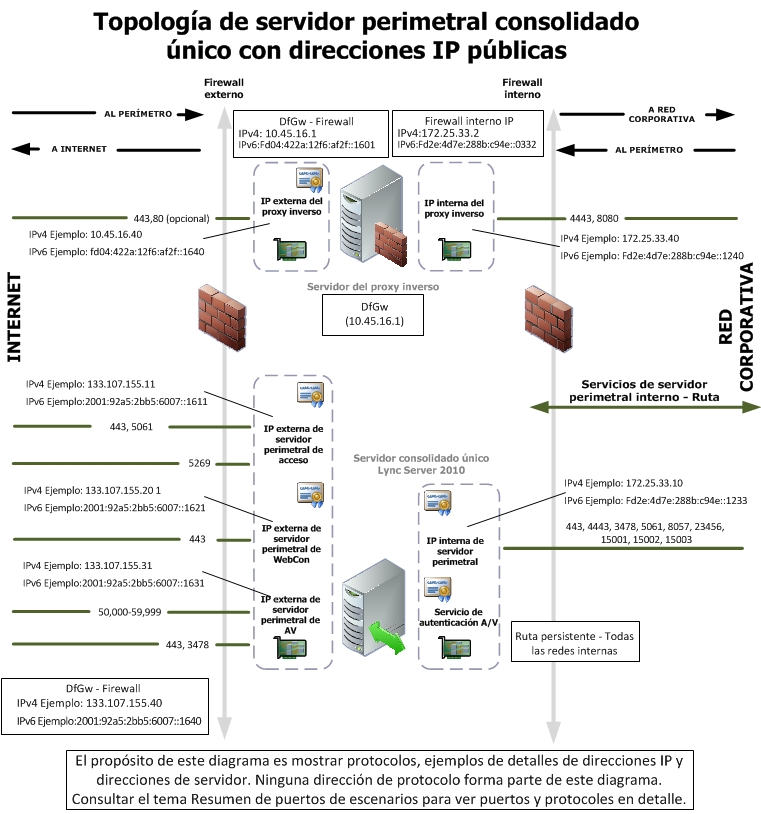 Topología de servidor perimetral consolidado
único con direcciones IP públicas
Firewall
externo
Firewall
interno
AL PERÍMETRO
A INTERNET
DfGw - Firewall
IPv4: 10.45.16.1
IPv6:Fd04:422a:12f6:af2f::1601
Firewall interno IP
IPv4:172.25.33.2
IPv6:Fd2e:4d7e:288b:c94e::0332
A RED
CORPORATIVA
AL PERÍMETRO
IP externa del
proxy inverso
IP interna del
proxy inverso
443,80 (opcional)
4443, 8080
IPv4 Ejemplo: 10.45.16.40
IPv6 Ejemplo: fd04:422a:12f6:af2f::1640
IPv4 Ejemplo: 172.25.33.40
IPv6 Ejemplo: Fd2e:4d7e:288b:c94e::1240
Servidor del proxy inverso
DfGw
(10.45.16.1)
INTERNET
RED
CORPORATIVA
IPv4 Ejemplo: 133.107.155.11
IPv6 Ejemplo:2001:92a5:2bb5:6007::1611
443, 5061
IP externa de
servidor
perimetral de
acceso
5269
Servicios de servidor
perimetral interno - Ruta
Servidor consolidado único
Lync Server 2010
IPv4 Ejemplo: 133.107.155.20 1
IPv6 Ejemplo:2001:92a5:2bb5:6007::1621
443
IP externa de
servidor
perimetral de
WebCon
IPv4 Ejemplo: 172.25.33.10
IPv6 Ejemplo: Fd2e:4d7e:288b:c94e::1233
443, 4443, 3478, 5061, 8057, 23456,
15001, 15002, 15003
IP interna de
servidor
perimetral
IPv4 Ejemplo: 133.107.155.31
IPv6 Ejemplo:2001:92a5:2bb5:6007::1631
50,000-59,999
IP externa de
servidor
perimetral de
AV
443, 3478
Servicio de
autenticación A/V
Ruta persistente - Todas
las redes internas
DfGw - Firewall
IPv4 Ejemplo: 133.107.155.40
IPv6 Ejemplo:2001:92a5:2bb5:6007::1640
El propósito de este diagrama es mostrar protocolos, ejemplos de detalles de direcciones IP y
direcciones de servidor. Ninguna dirección de protocolo forma parte de este diagrama.
Consultar el tema Resumen de puertos de escenarios para ver puertos y protocoles en detalle.